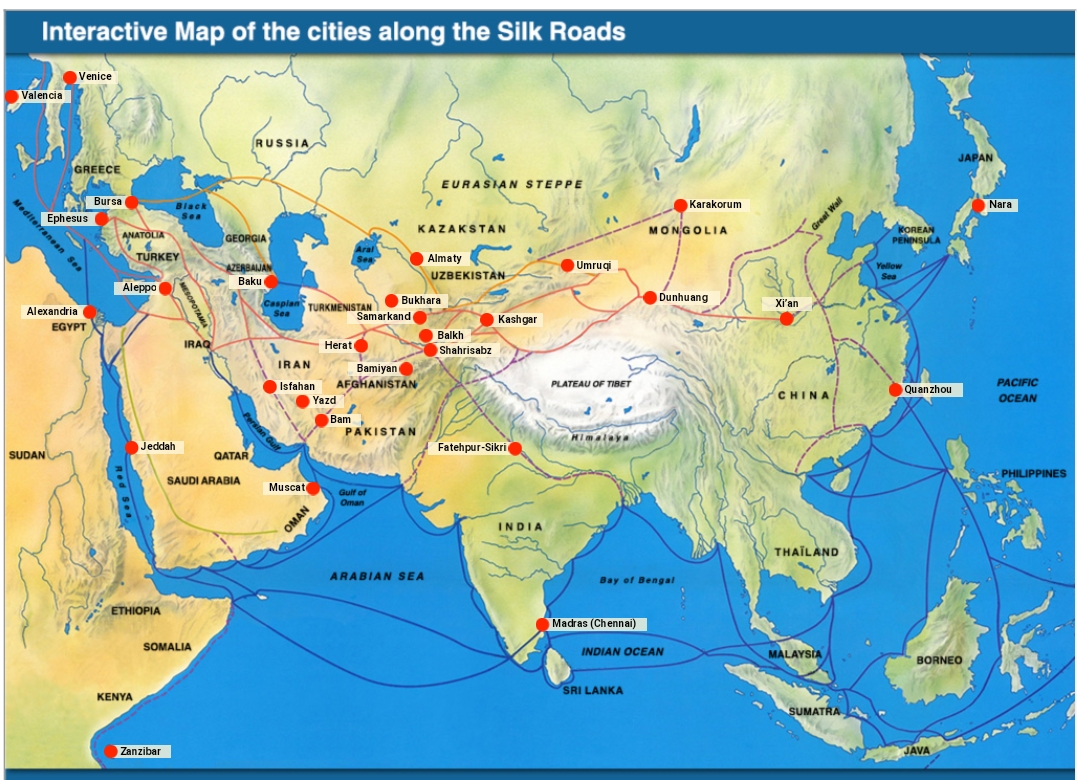 Interactive Map of the cities along the Silk Roads
Venice
Valencia
RUSSIA
JAPAN
GREECE
EURASIAN STEPPE
Bursa
Black
Sea
Karakorum
Nara
Ephesus
Mediterranean Sea
ANATOLIA
GEORGIA
KAZAKSTAN
MONGOLIA
Great Wall
KOREAN
PENINSULA
TURKEY
Aral
Sea
Almaty
Umruqi
Yellow
Sea
AZERBAIJAN
Baku
UZBEKISTAN
Aleppo
MESOPOTAMIA
Caspian
Sea
TURKMENISTAN
Bukhara
Dunhuang
Xi'an
Alexandria
EGYPT
Samarkand
Kashgar
IRAQ
Herat
Balkh
Shahrisabz
IRAN
Bamiyan
AFGHANISTAN
PLATEAU OF TIBET
Isfahan
Yazd
CHINA
Quanzhou
PACIFIC
OCEAN
Persian Gulf
Bam
PAKISTAN
Himalaya
Jeddah
Fatehpur-Sikri
SUDAN
QATAR
Red Sea
SAUDI ARABIA
Muscat
Gulf of
Oman
PHILIPPINES
OMAN
INDIA
THAÏLAND
ARABIAN SEA
Bay of Bengal
ETHIOPIA
Madras (Chennai)
SOMALIA
INDIAN OCEAN
MALAYSIA
BORNEO
SRI LANKA
KENYA
SUMATRA
Zanzibar
JAVA